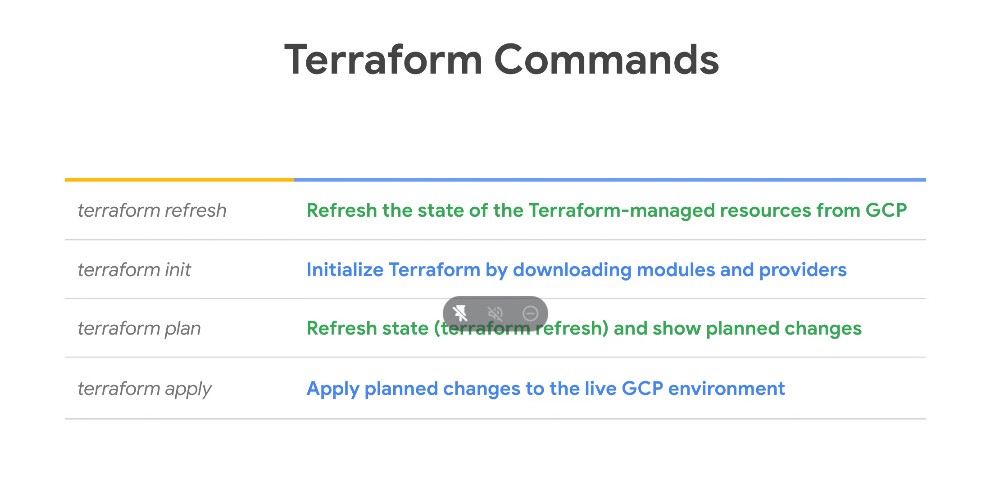 Terraform Commands
terraform refresh Refresh the state of the Terraform-managed resources from GCP
terraform init Initialize Terraform by downloading modules and providers
terraform plan Refresh state (terraform refresh) and show planned changes
terraform apply Apply planned changes to the live GCP environment